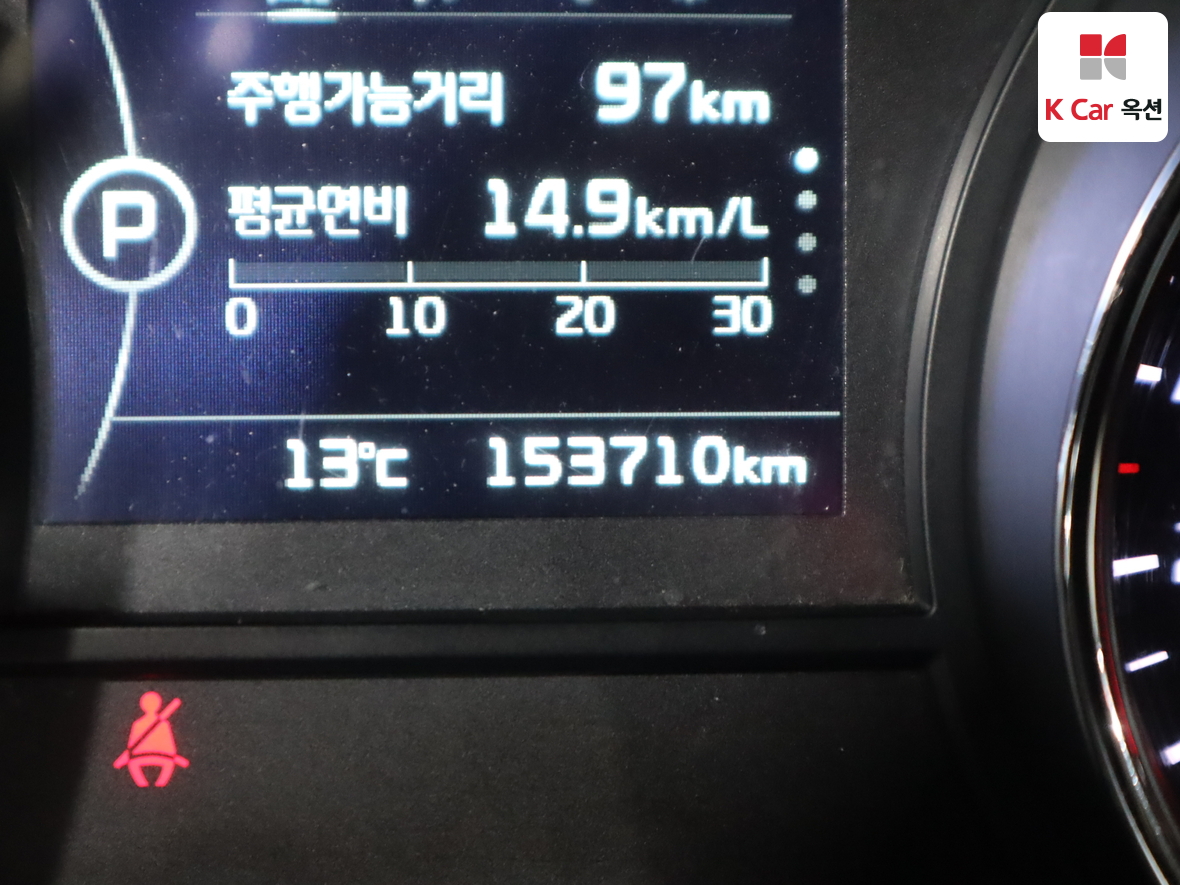 K Car 옥션
주행가능거리 97km
P
평균연비 14.9km/L
0 10 20 30
13℃ 153710km